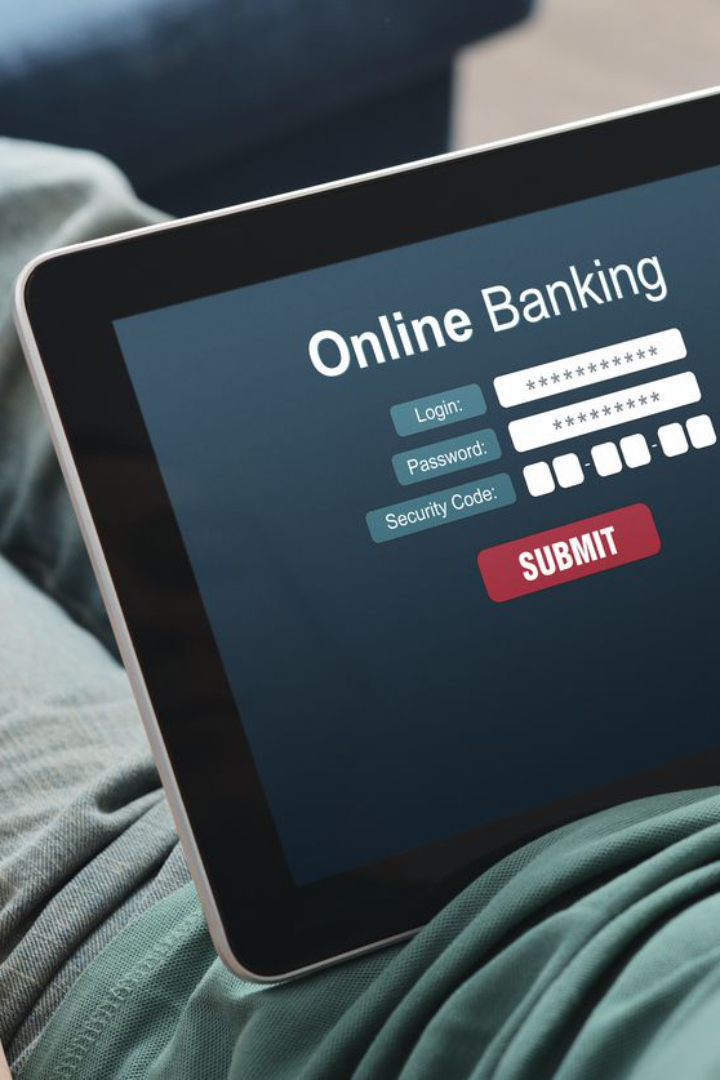 Online Banking
Login: ***********
Password: *********
Security Code: - -
SUBMIT